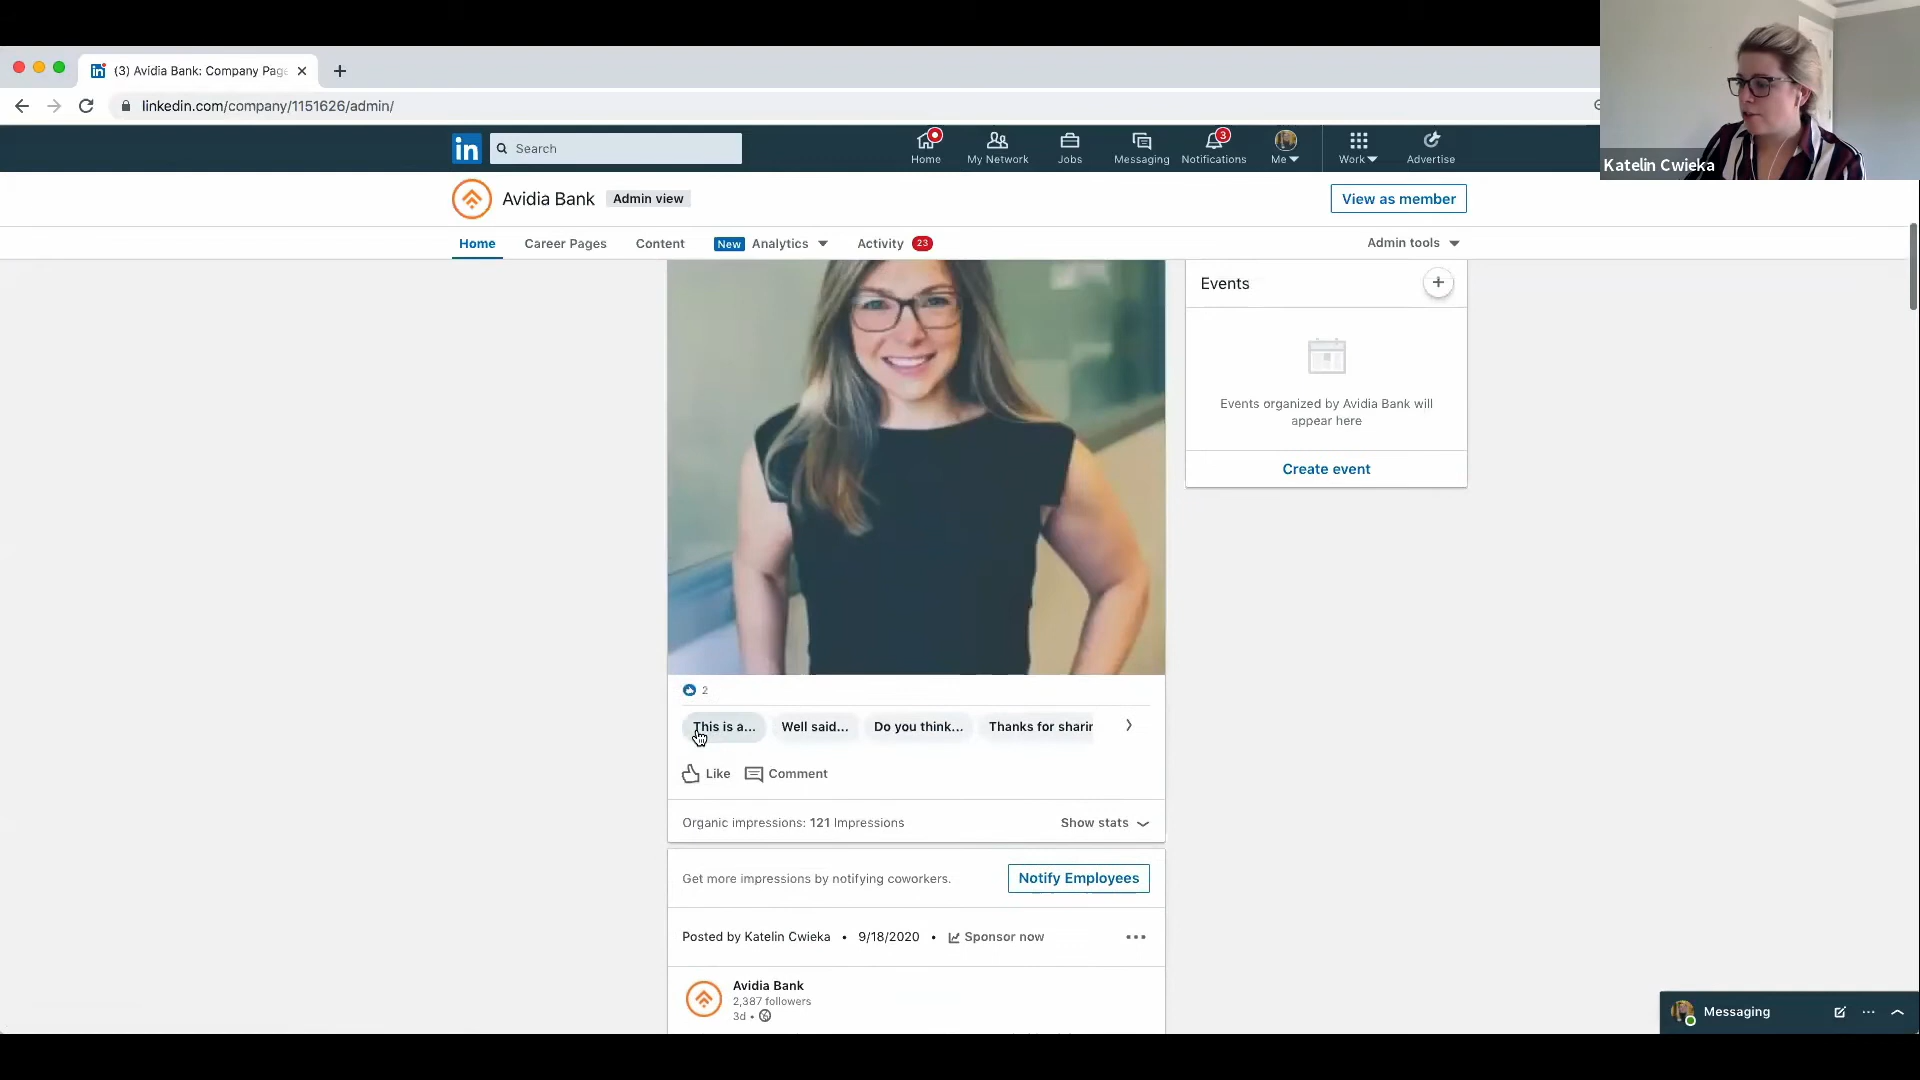 (3) Avidia Bank: Company Page
linkedin.com/company/1151626/admin/
Katelin Cwieka
in
Search
Home
My Network
Jobs
Messaging
3
Notifications
Me
Work
Advertise
Avidia Bank
Admin view
View as member
Home
Career Pages
Content
New
Analytics
Activity
23
Admin tools
Events
+
Events organized by Avidia Bank will
appear here
Create event
2
This is a...
Well said...
Do you think...
Thanks for sharin
Like
Comment
Organic impressions: 121 Impressions
Show stats
Get more impressions by notifying coworkers.
Notify Employees
Posted by Katelin Cwieka • 9/18/2020 • Sponsor now
Avidia Bank
2,387 followers
3d •
Messaging